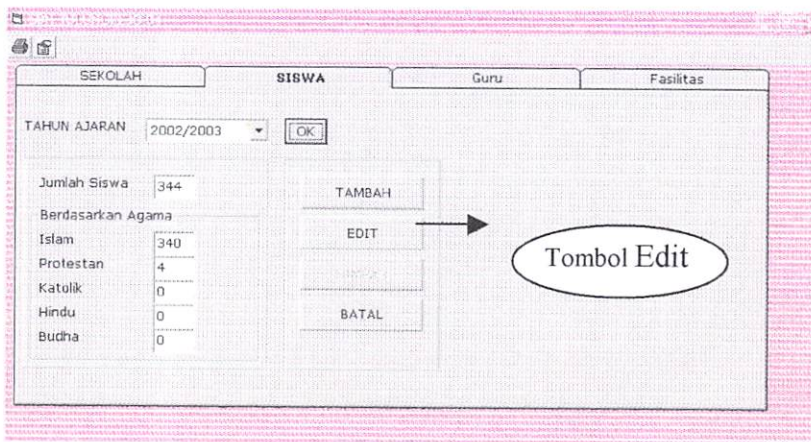 SEKOLAH SISWA Guru Fasilitas
TAHUN AJARAN 2002/2003 OK
Jumlah Siswa 344
TAMBAH
Berdasarkan Agama
EDIT
Islam 340
Tombol Edit
Protestan 4
Katolik 0
Hindu 0
BATAL
Budha 0